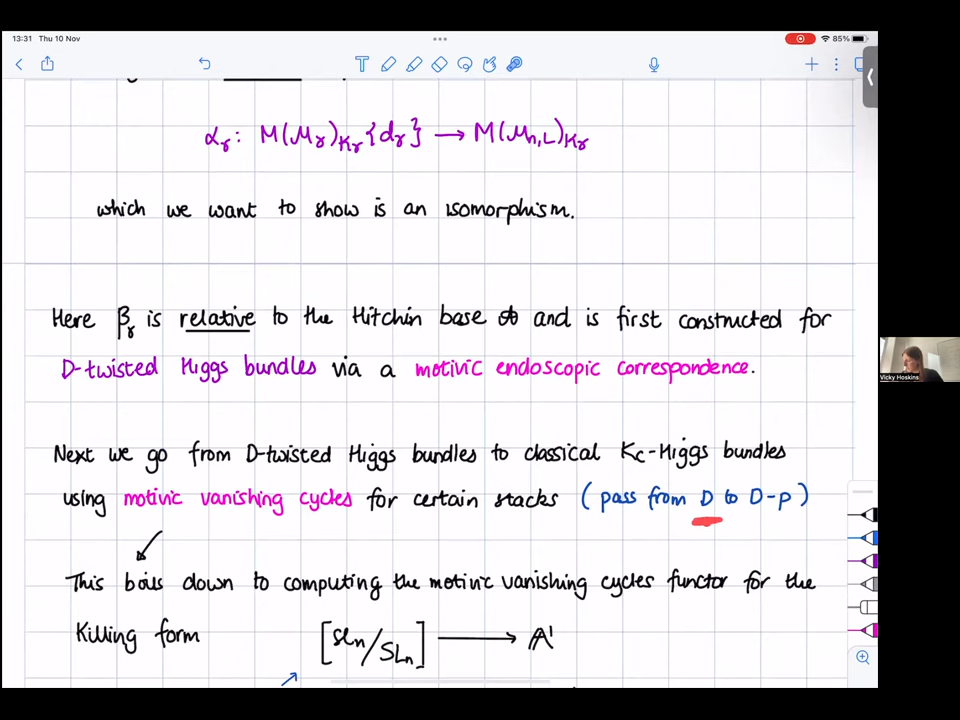 13:31 Thu 10 Nov
85%
α_γ : M(M_γ)_{K_γ}{d_γ} → M(M_{n,L})_{K_γ}
which we want to show is an isomorphism.
Here β_γ is relative to the Hitchin base A and is first constructed for
D-twisted Higgs bundles via a motivic endoscopic correspondence.
Next we go from D-twisted Higgs bundles to classical K_C-Higgs bundles
using motivic vanishing cycles for certain stacks (pass from D to D-p)
This boils down to computing the motivic vanishing cycles functor for the
Killing form [sl_n/SL_n] → A^1
Vicky Hoskins